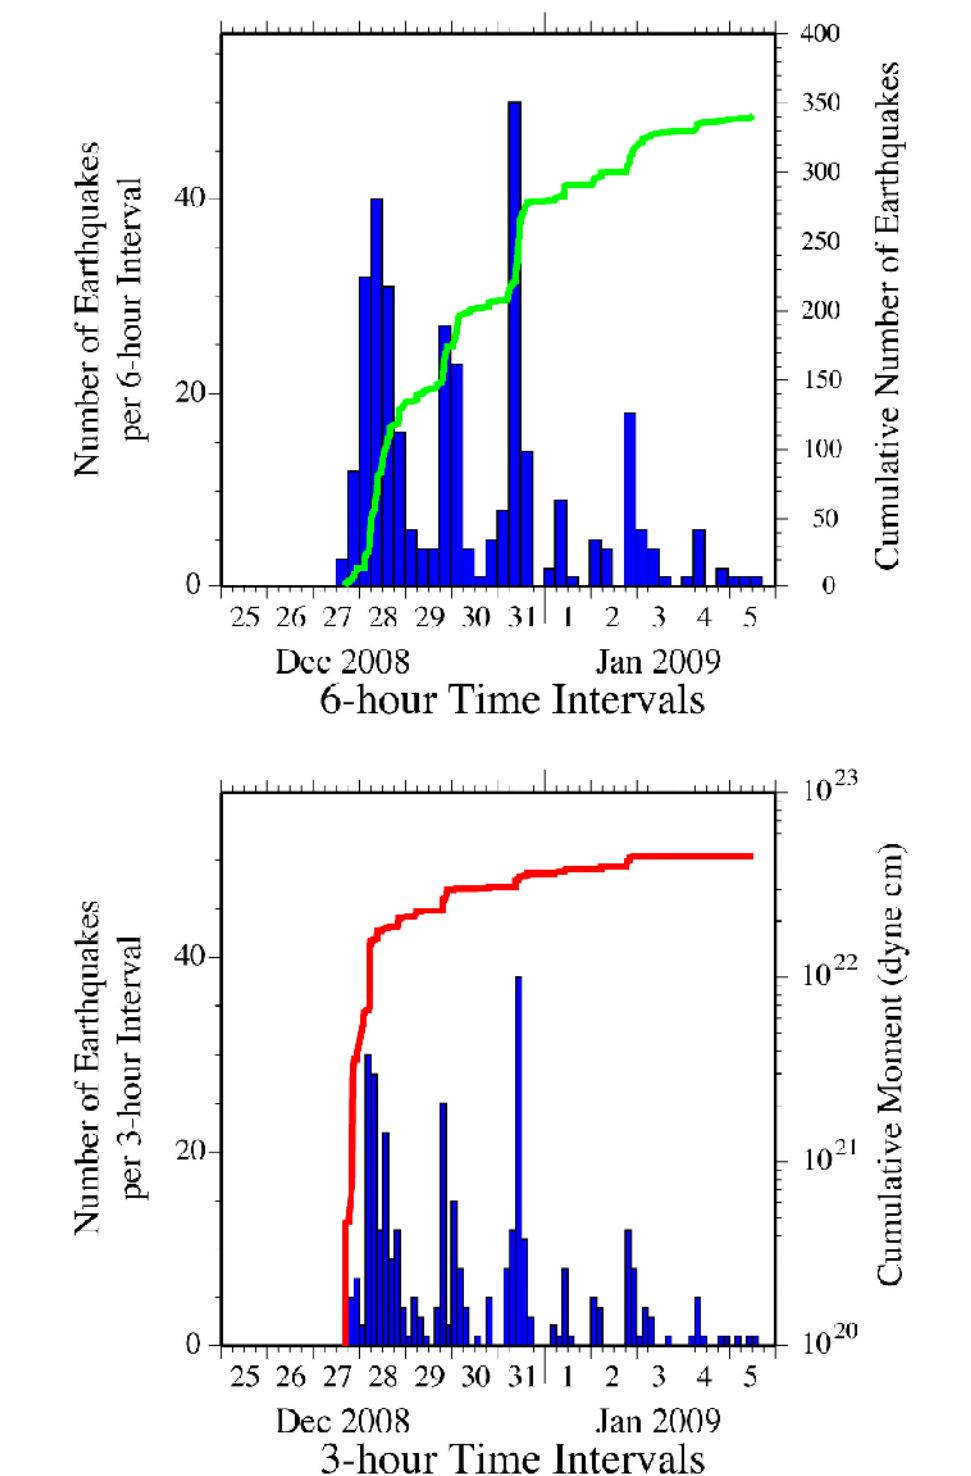 400
350
300
250
200
150
100
50
0
40
20
0
Number of Earthquakes
per 6-hour Interval
Cumulative Number of Earthquakes
25 26 27 28 29 30 31 1 2 3 4 5
Dec 2008 Jan 2009
6-hour Time Intervals
10^23
10^22
10^21
10^20
40
20
0
Number of Earthquakes
per 3-hour Interval
Cumulative Moment (dyne cm)
25 26 27 28 29 30 31 1 2 3 4 5
Dec 2008 Jan 2009
3-hour Time Intervals